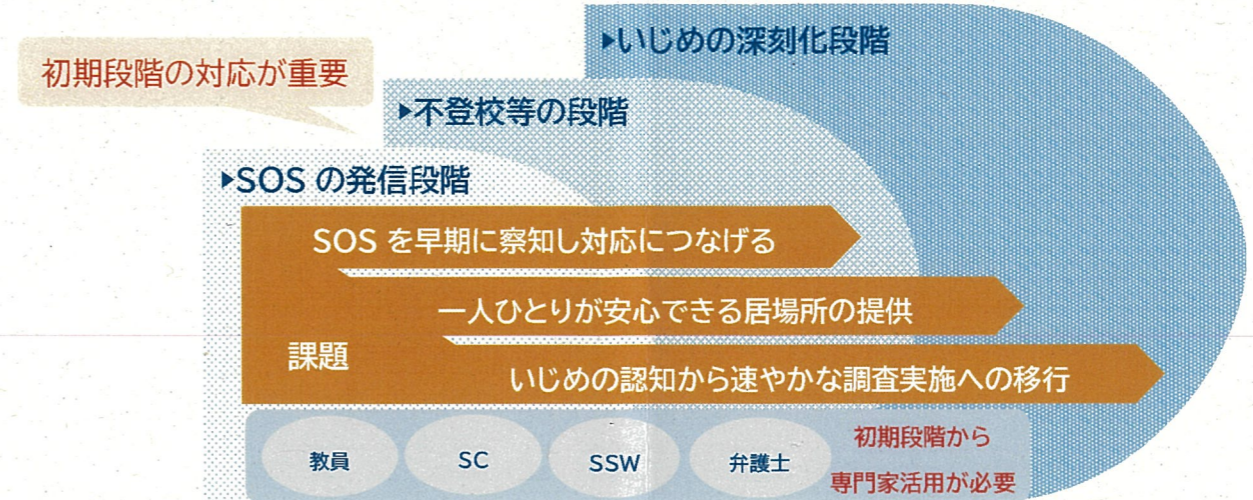 初期段階の対応が重要
▶いじめの深刻化段階
▶不登校等の段階
▶SOS の発信段階
SOS を早期に察知し対応につなげる
一人ひとりが安心できる居場所の提供
課題
いじめの認知から速やかな調査実施への移行
教員
SC
SSW
弁護士
初期段階から
専門家活用が必要